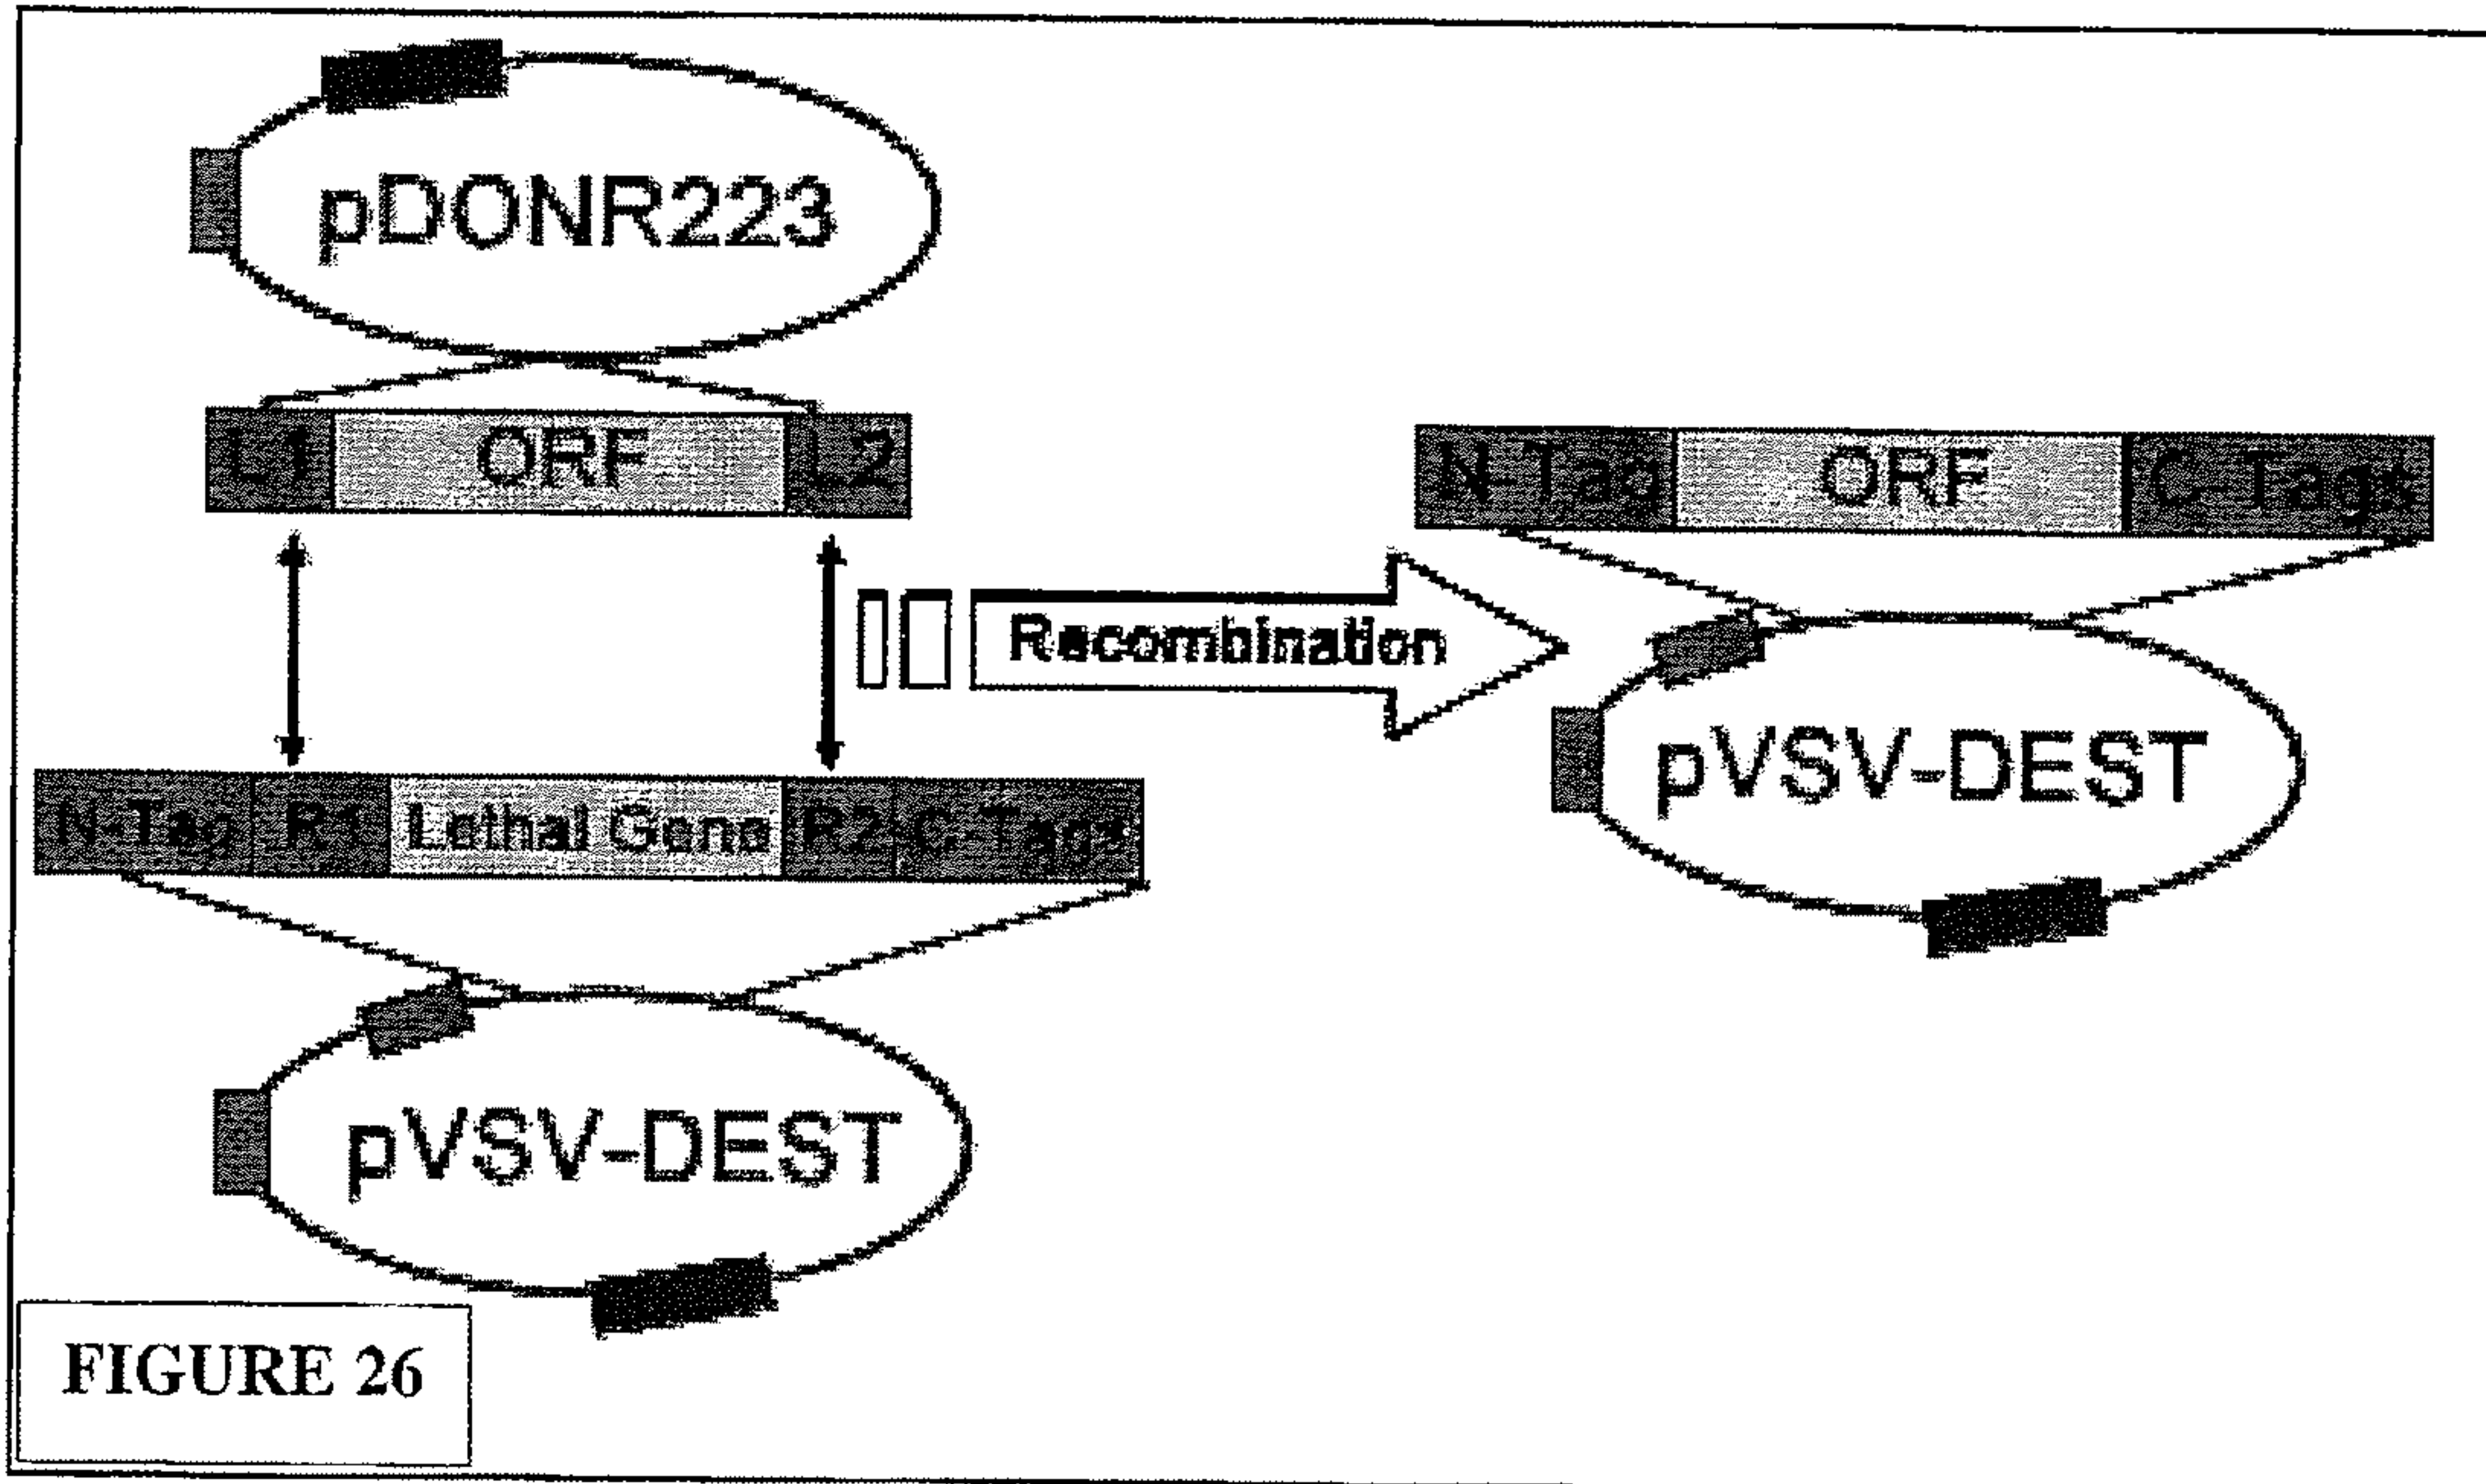 pDONR223
L1 ORF L2
N-Tag ORF C-Tags
Recombination
pVSV-DEST
N-Tag R1 Lethal Gene R2 C-Tags
pVSV-DEST
FIGURE 26